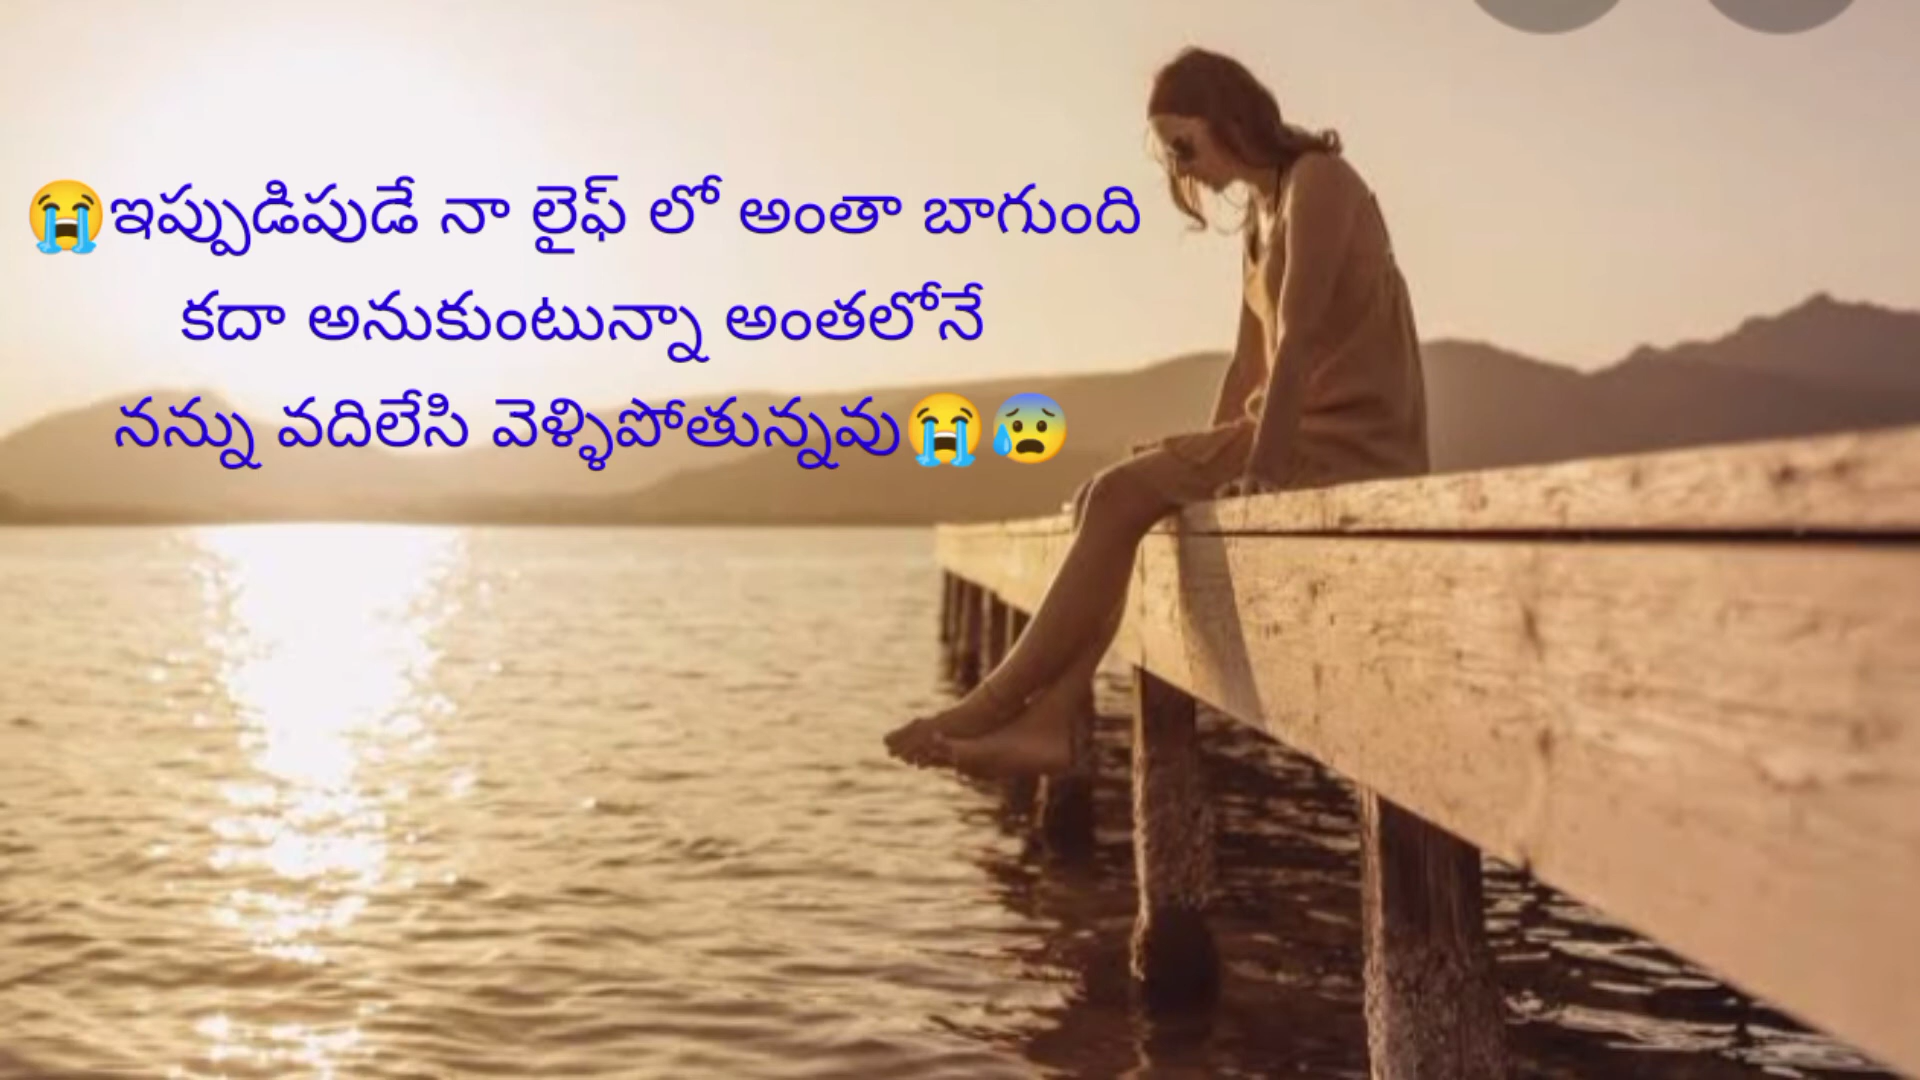 😭ఇప్పుడిపుడే నా లైఫ్ లో అంతా బాగుంది
కదా అనుకుంటున్నా అంతలోనే
నన్ను వదిలేసి వెళ్ళిపోతున్నవు😭😰